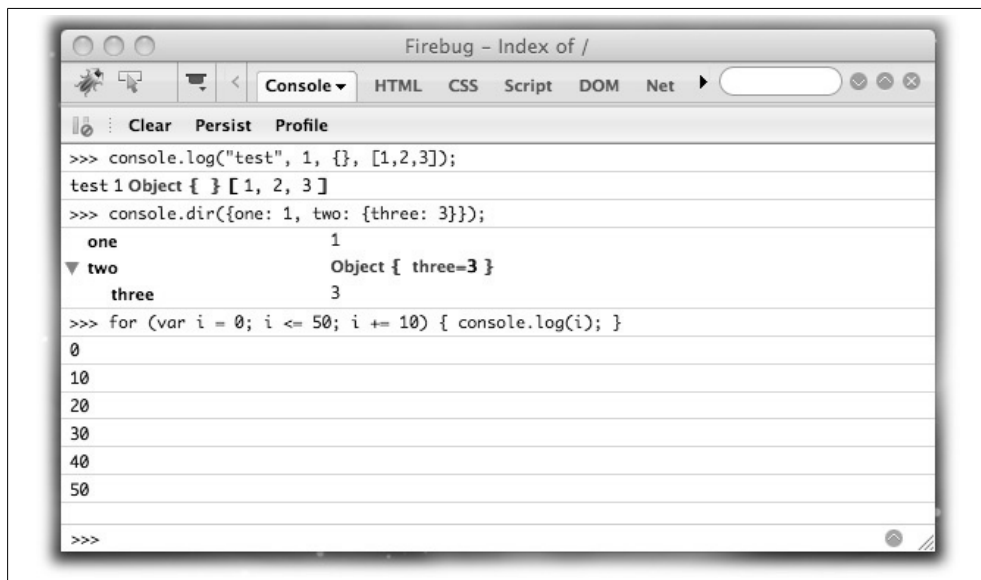 Firebug – Index of /
< Console HTML CSS Script DOM Net
Clear Persist Profile
>>> console.log("test", 1, {}, [1,2,3]);
test 1 Object { } [ 1, 2, 3 ]
>>> console.dir({one: 1, two: {three: 3}});
one 1
two Object { three=3 }
three 3
>>> for (var i = 0; i <= 50; i += 10) { console.log(i); }
0
10
20
30
40
50
>>>